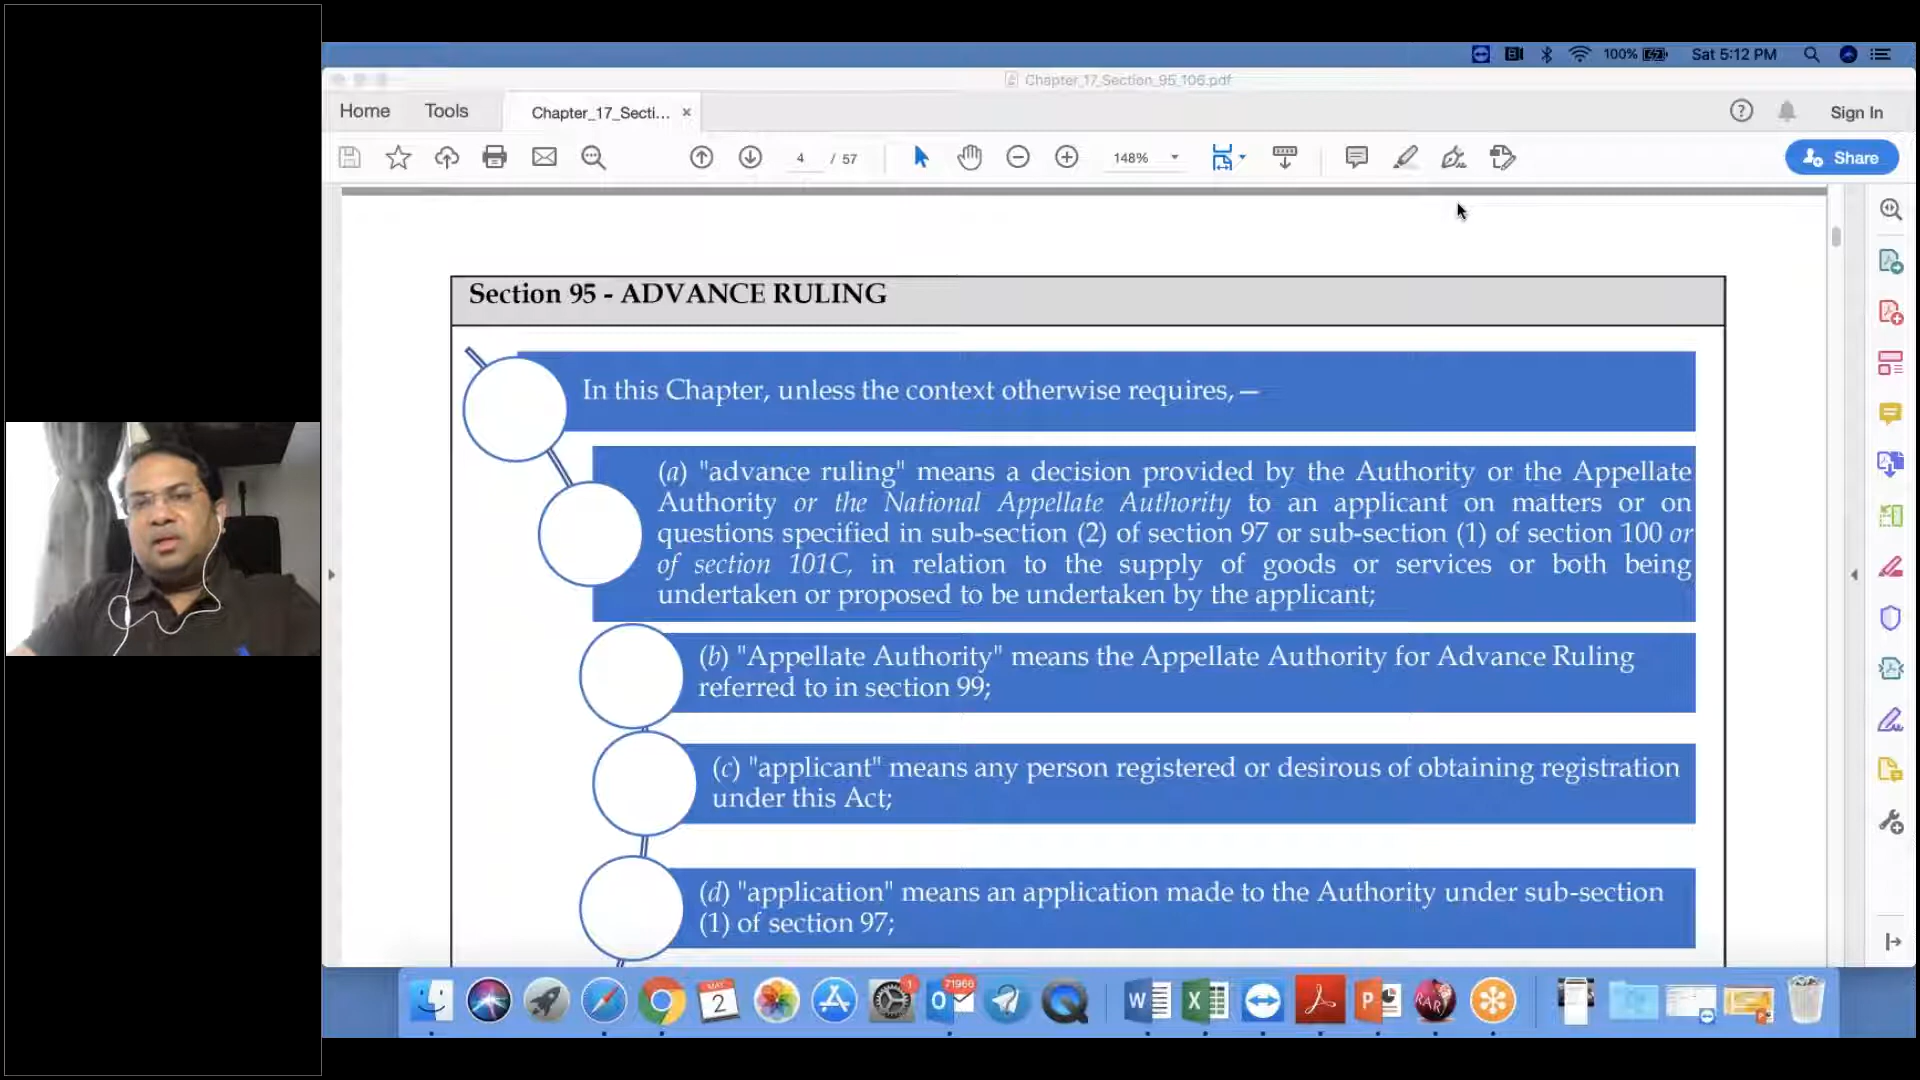 100%
Sat 5:12 PM
Chapter_17_Section_95_106.pdf
Home
Tools
Chapter_17_Secti... ×
Sign In
4 / 57
148%
Share
Section 95 - ADVANCE RULING
In this Chapter, unless the context otherwise requires,—
(a) "advance ruling" means a decision provided by the Authority or the Appellate
Authority or the National Appellate Authority to an applicant on matters or on
questions specified in sub-section (2) of section 97 or sub-section (1) of section 100 or
of section 101C, in relation to the supply of goods or services or both being
undertaken or proposed to be undertaken by the applicant;
(b) "Appellate Authority" means the Appellate Authority for Advance Ruling
referred to in section 99;
(c) "applicant" means any person registered or desirous of obtaining registration
under this Act;
(d) "application" means an application made to the Authority under sub-section
(1) of section 97;
MAY
2
1
71966
O
W
X
P
RAR